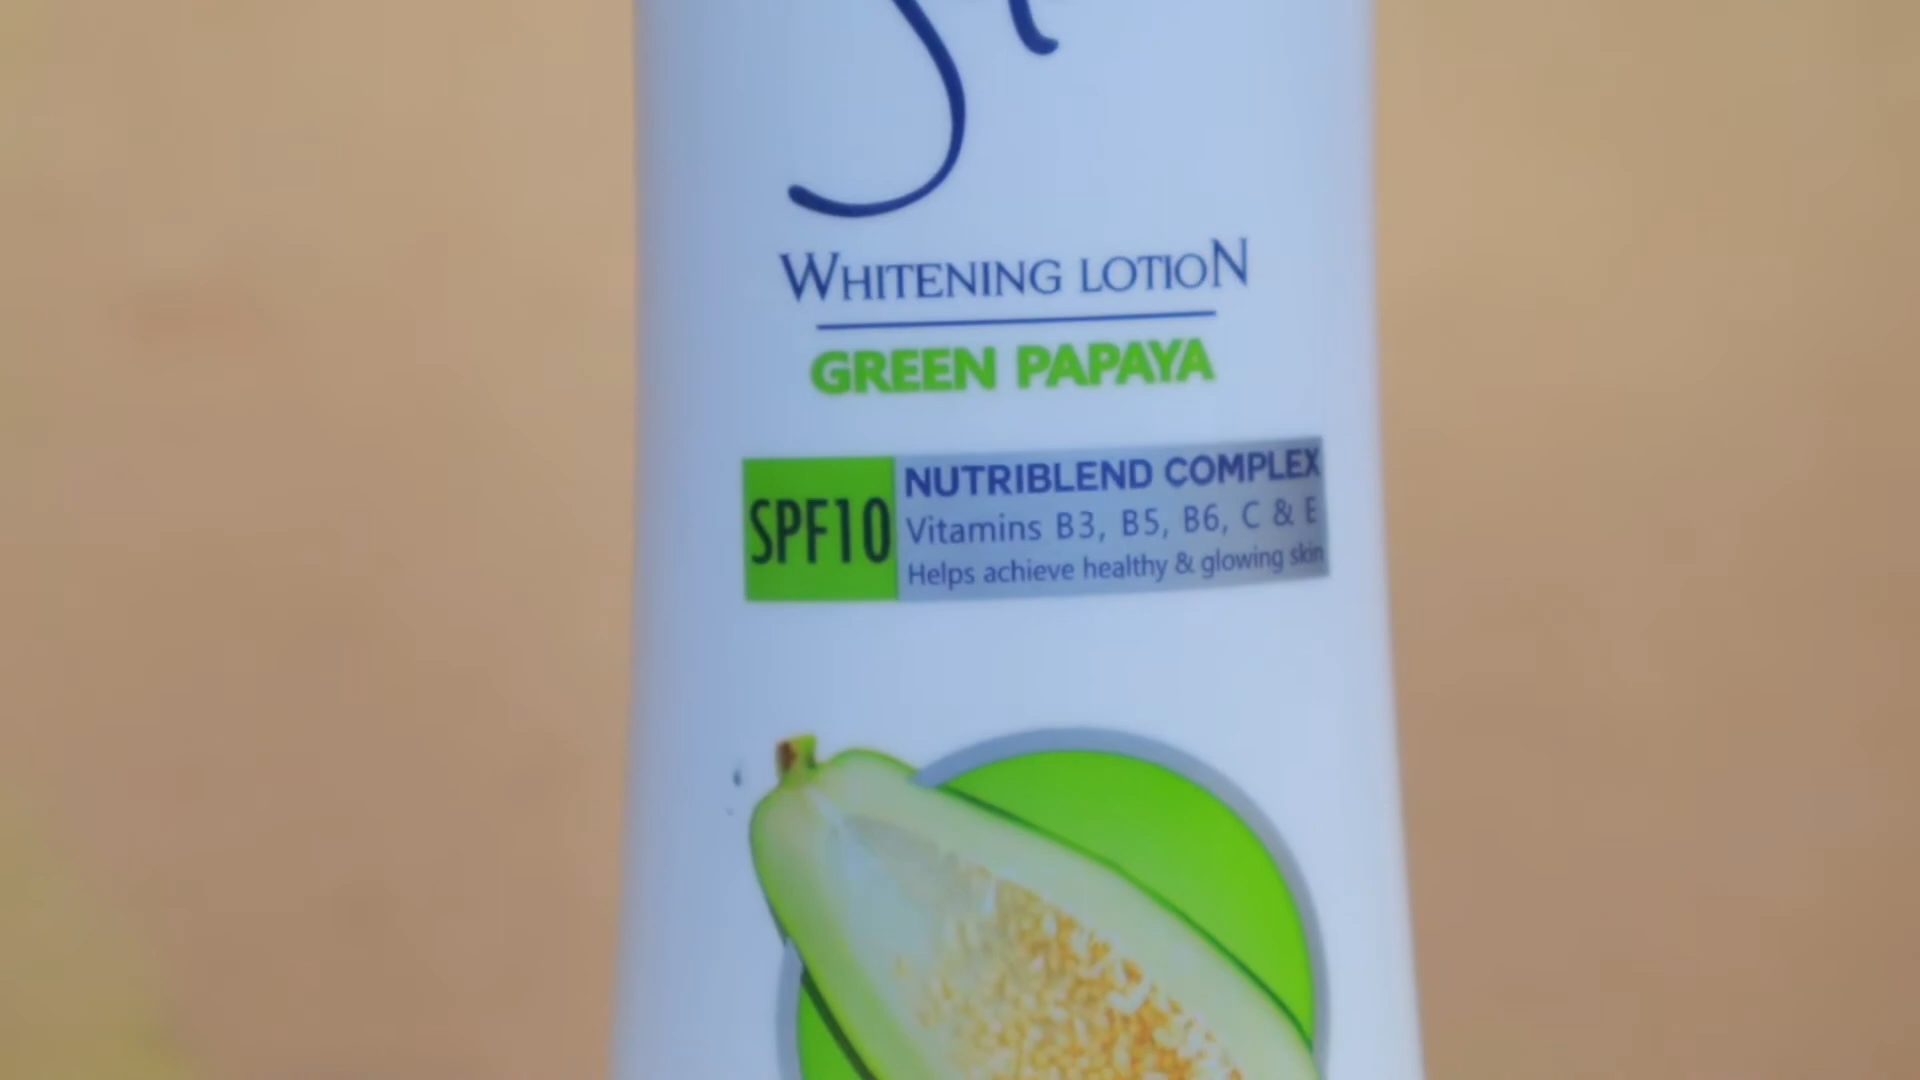 WHITENING LOTION
GREEN PAPAYA
SPF10
NUTRIBLEND COMPLEX
Vitamins B3, B5, B6, C & E
Helps achieve healthy & glowing skin